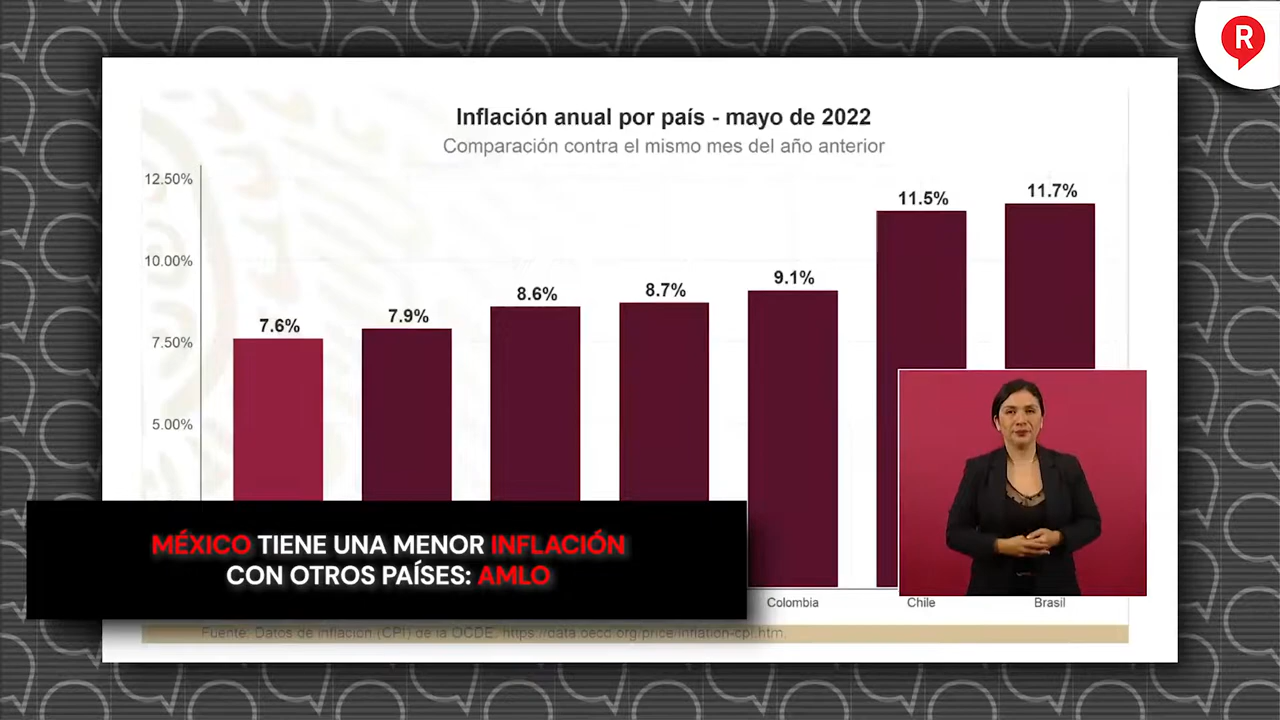 R
Inflación anual por país - mayo de 2022
Comparación contra el mismo mes del año anterior
12.50%
10.00%
7.50%
5.00%
7.6%
7.9%
8.6%
8.7%
9.1%
11.5%
11.7%
Colombia
Chile
Brasil
MÉXICO TIENE UNA MENOR INFLACIÓN
CON OTROS PAÍSES: AMLO
Fuente: Datos de inflación (CPI) de la OCDE. https://data.oecd.org/price/inflation-cpi.htm.